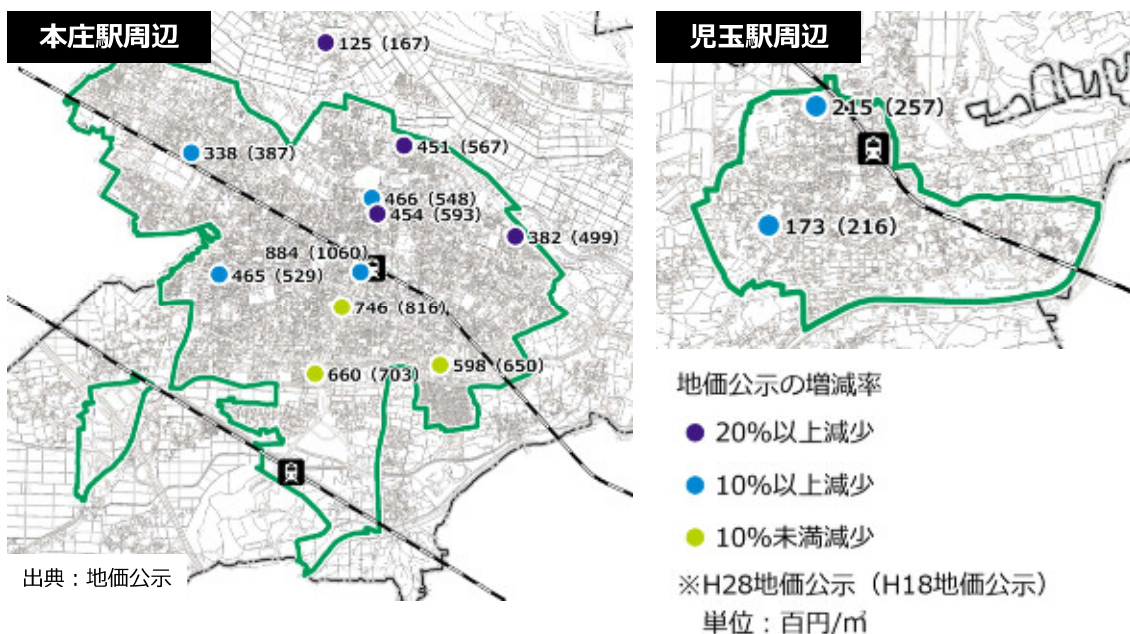 本庄駅周辺
125（167）
338（387）
451（567）
466（548）
454（593）
382（499）
884（1060）
465（529）
746（816）
660（703）
598（650）
出典：地価公示
児玉駅周辺
215（257）
173（216）
地価公示の増減率
20%以上減少
10%以上減少
10%未満減少
※H28地価公示（H18地価公示）
単位：百円/㎡